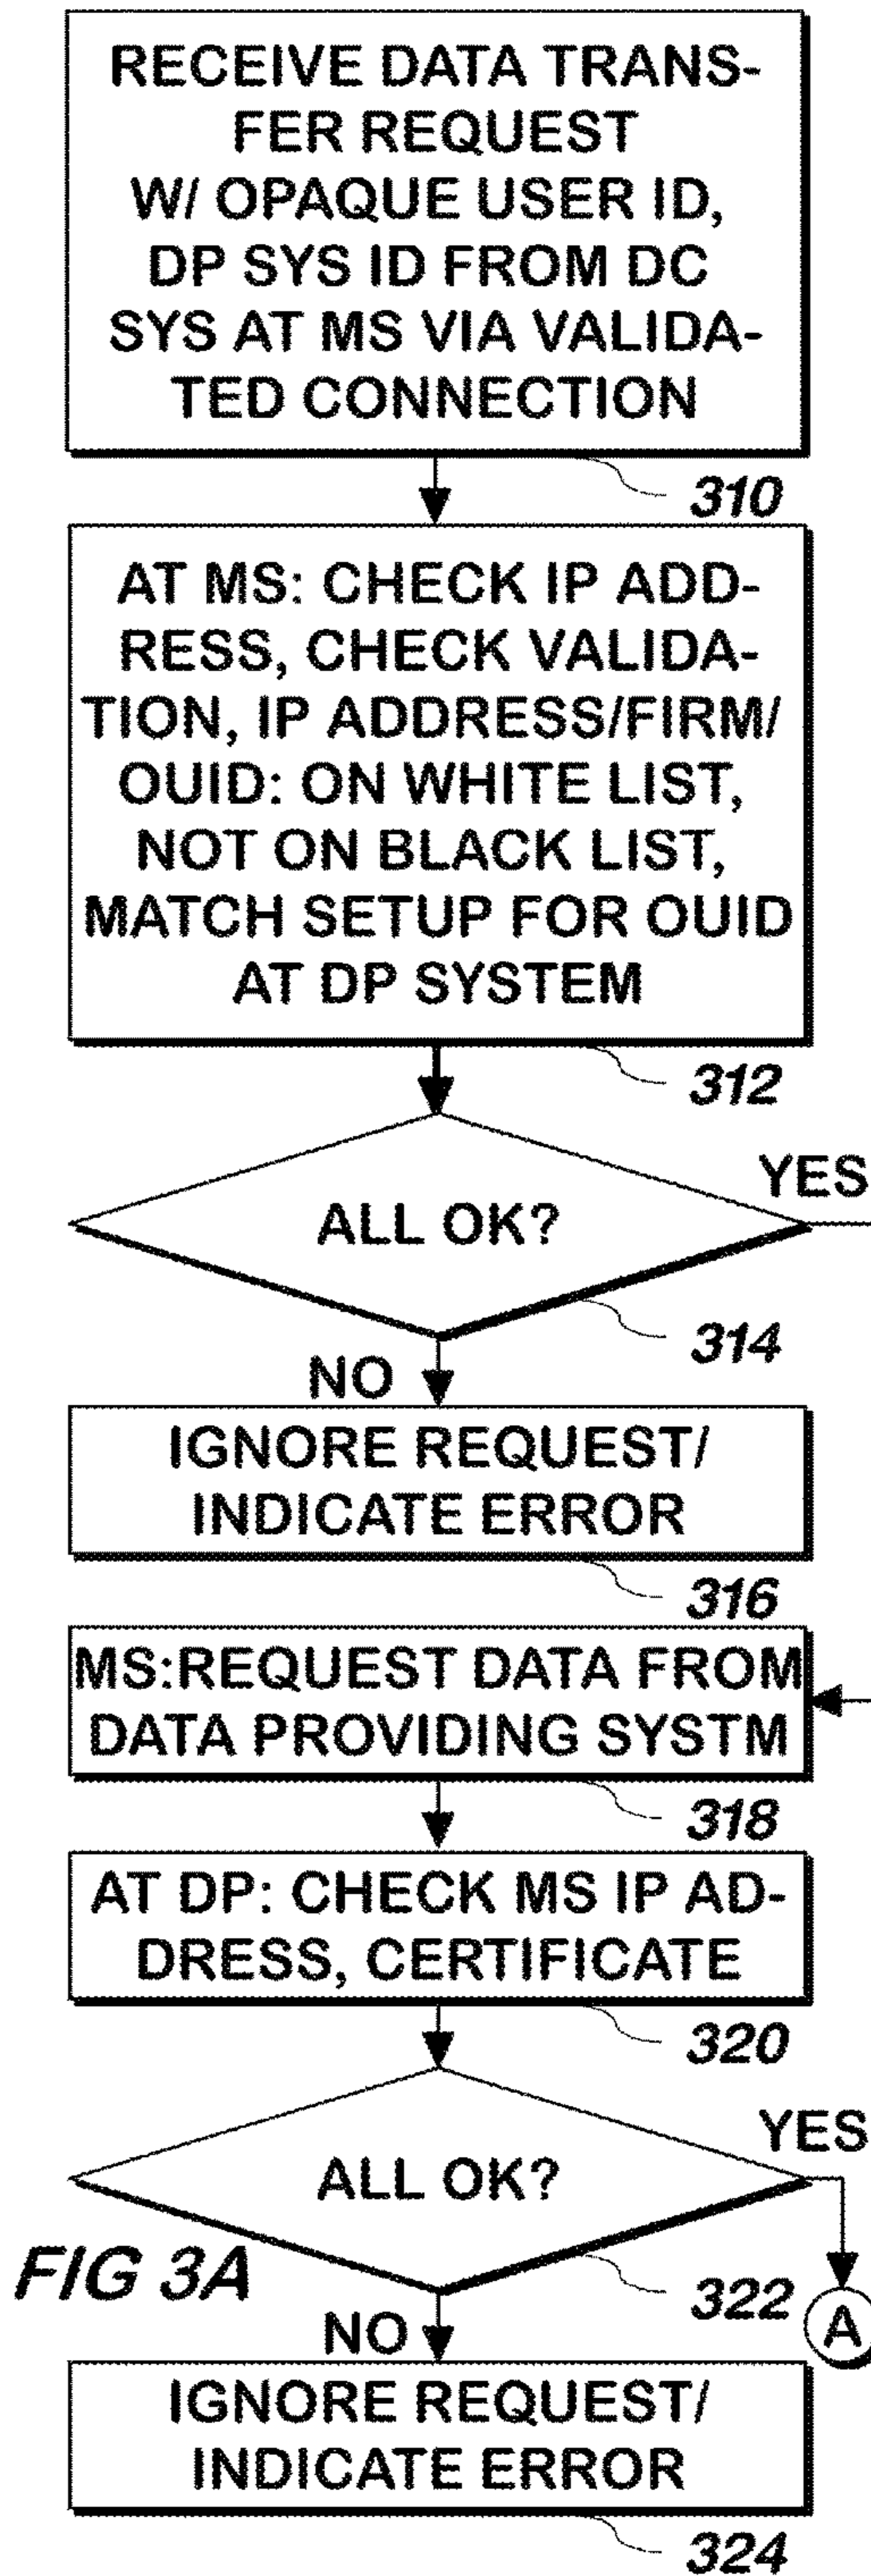 RECEIVE DATA TRANS-
FER REQUEST
W/ OPAQUE USER ID,
DP SYS ID FROM DC
SYS AT MS VIA VALIDA-
TED CONNECTION
310
AT MS: CHECK IP ADD-
RESS, CHECK VALIDA-
TION, IP ADDRESS/FIRM/
OUID: ON WHITE LIST,
NOT ON BLACK LIST,
MATCH SETUP FOR OUID
AT DP SYSTEM
312
YES
ALL OK?
314
NO
IGNORE REQUEST/
INDICATE ERROR
316
MS:REQUEST DATA FROM
DATA PROVIDING SYSTM
318
AT DP: CHECK MS IP AD-
DRESS, CERTIFICATE
320
YES
ALL OK?
FIG 3A
322
A
NO
IGNORE REQUEST/
INDICATE ERROR
324